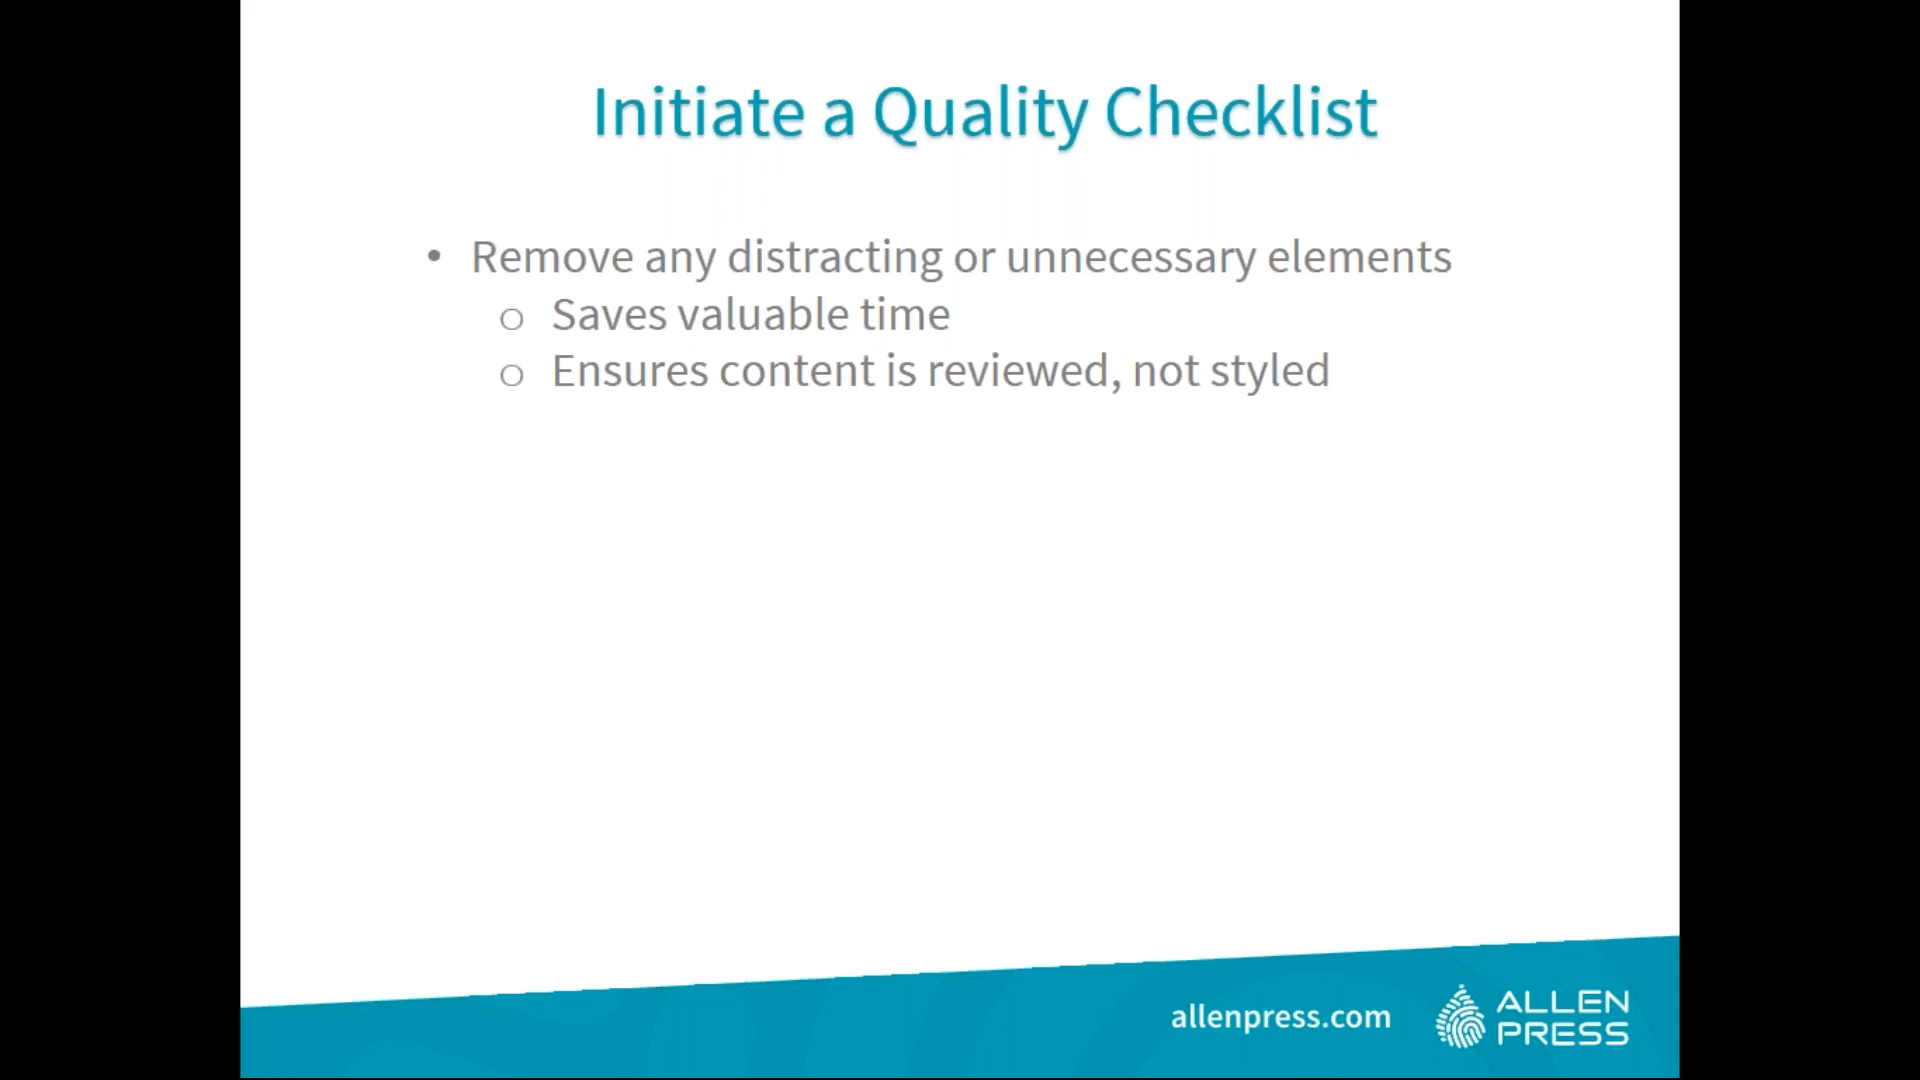 Initiate a Quality Checklist
• Remove any distracting or unnecessary elements
o Saves valuable time
o Ensures content is reviewed, not styled
allenpress.com
ALLEN
PRESS